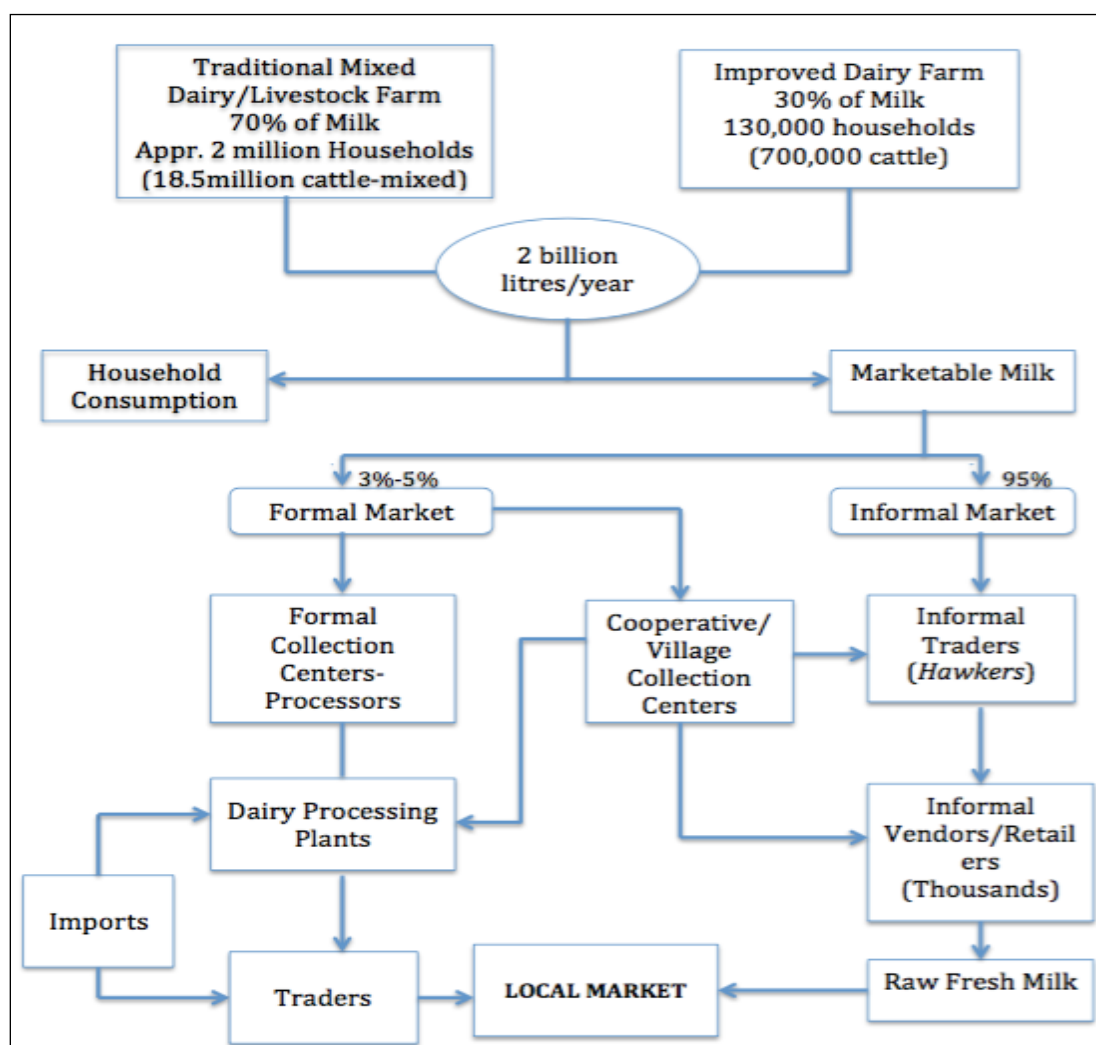 Traditional Mixed
Dairy/Livestock Farm
70% of Milk
Appr. 2 million Households
(18.5million cattle-mixed)
Improved Dairy Farm
30% of Milk
130,000 households
(700,000 cattle)
2 billion
litres/year
Household
Consumption
Marketable Milk
3%-5%
95%
Formal Market
Informal Market
Formal
Collection
Centers-
Processors
Cooperative/
Village
Collection
Centers
Informal
Traders
(Hawkers)
Dairy Processing
Plants
Informal
Vendors/Retail
ers
(Thousands)
Imports
Traders
LOCAL MARKET
Raw Fresh Milk